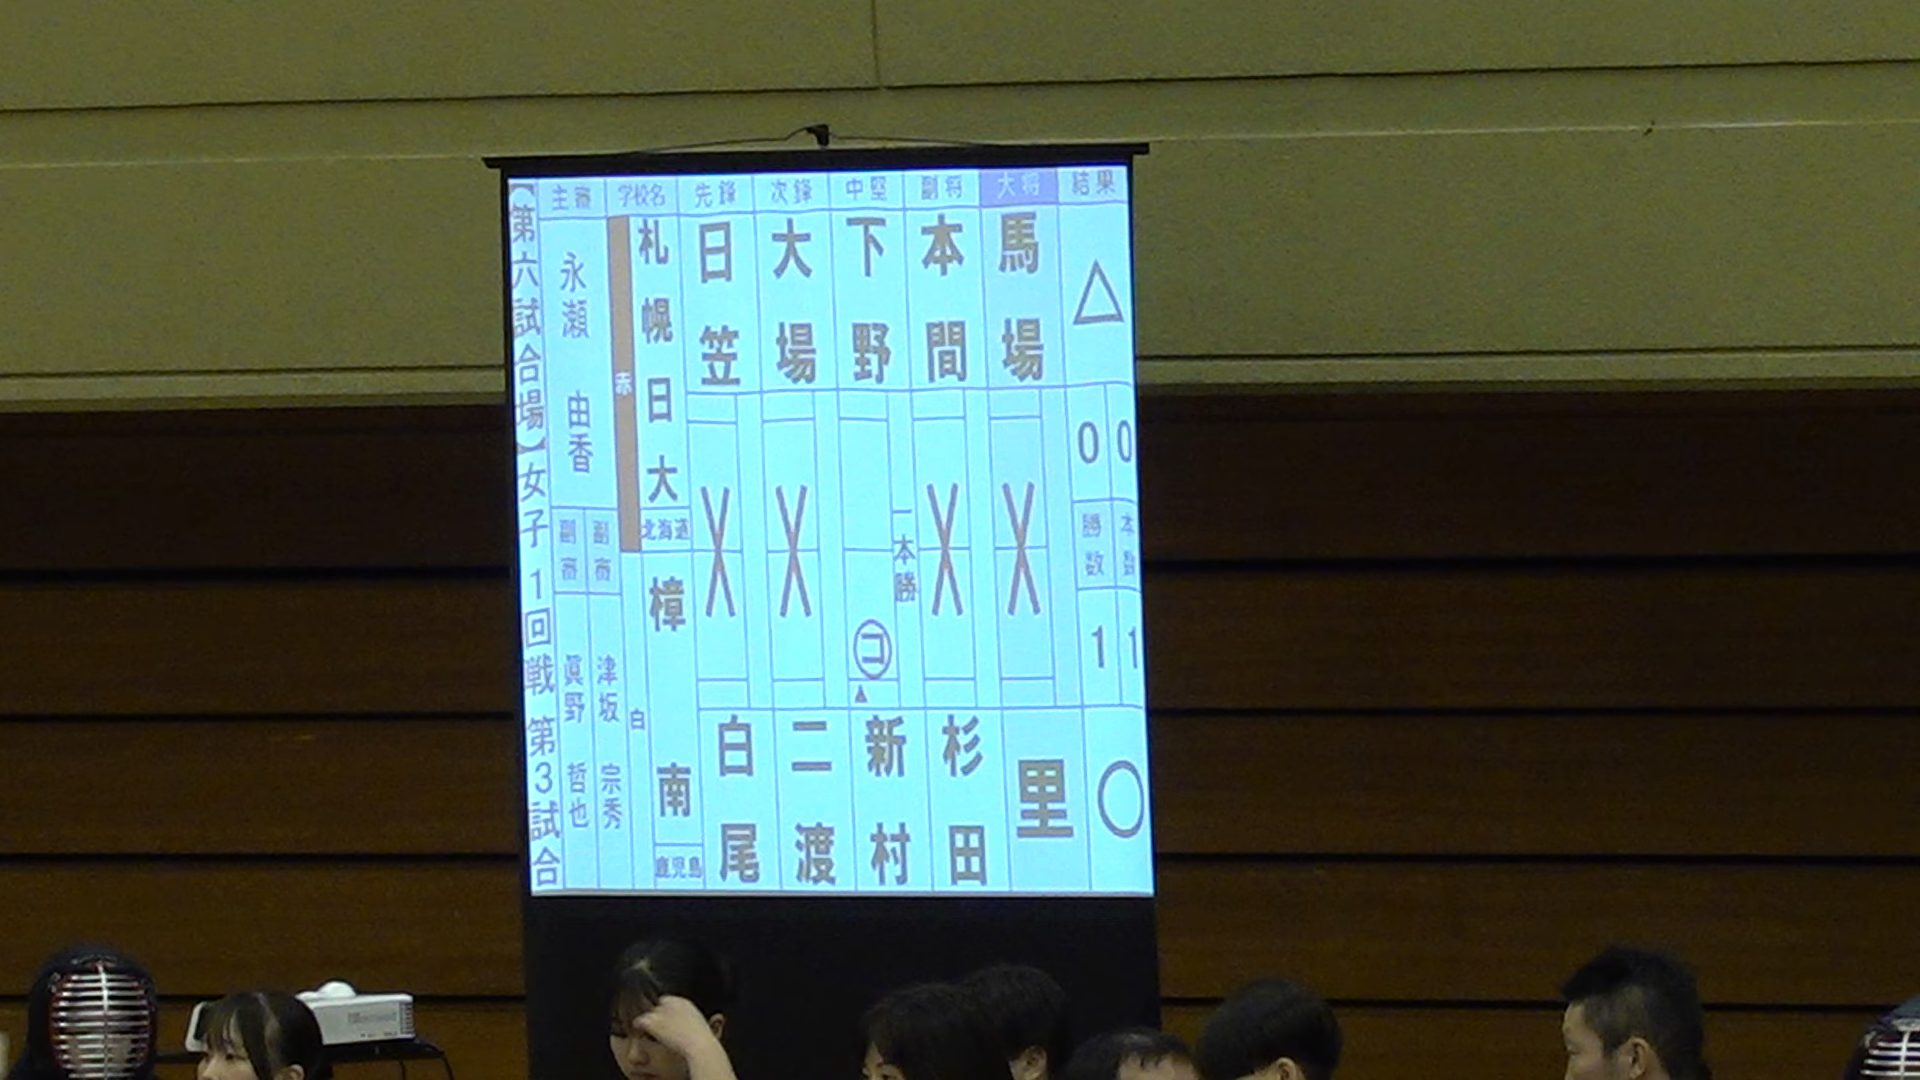 【第六試合場】女子 1回戦 第3試合
主審
永瀬 由香
副審
眞野 哲也
副審
津坂 宗秀
学校名
赤
札幌日大
北海道
白
樟南
鹿児島
先鋒
日笠
白尾
次鋒
大場
二渡
中堅
下野
一本勝
コ
▲
新村
副将
本間
杉田
大将
馬場
里
結果
△
0 0
勝数
本数
1 1
○